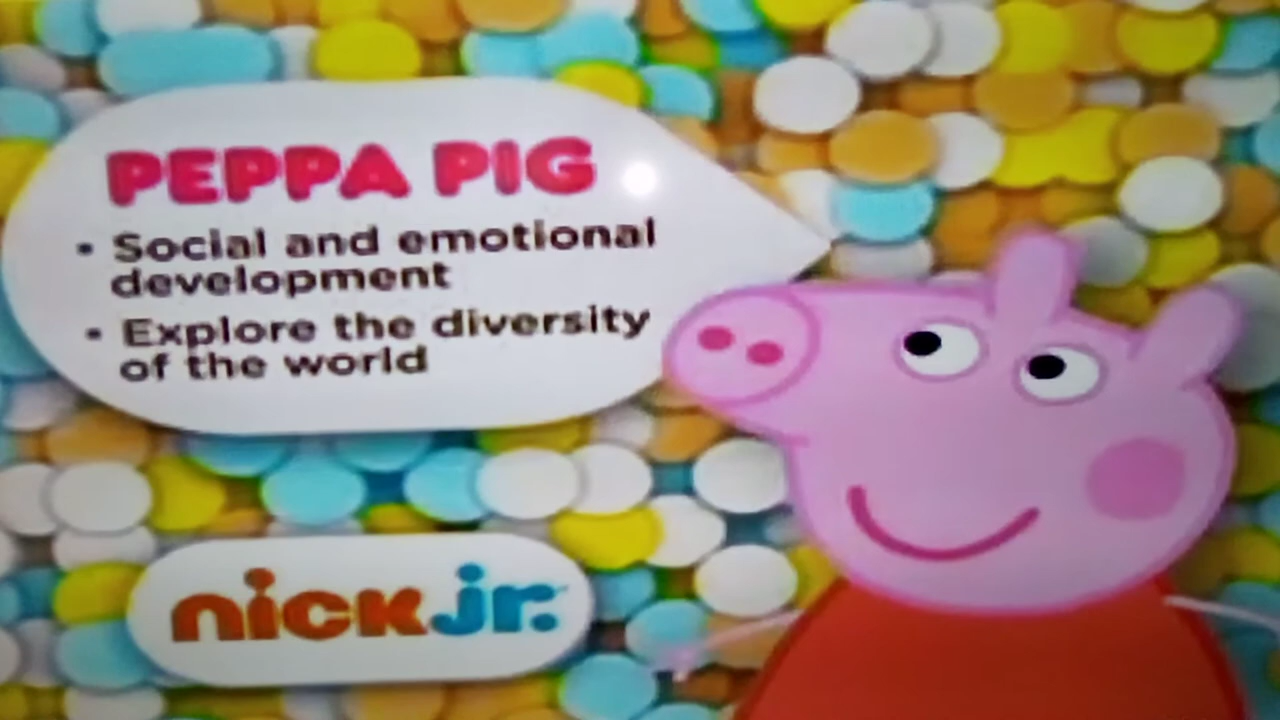 PEPPA PIG
• Social and emotional
development
• Explore the diversity
of the world
nick jr.